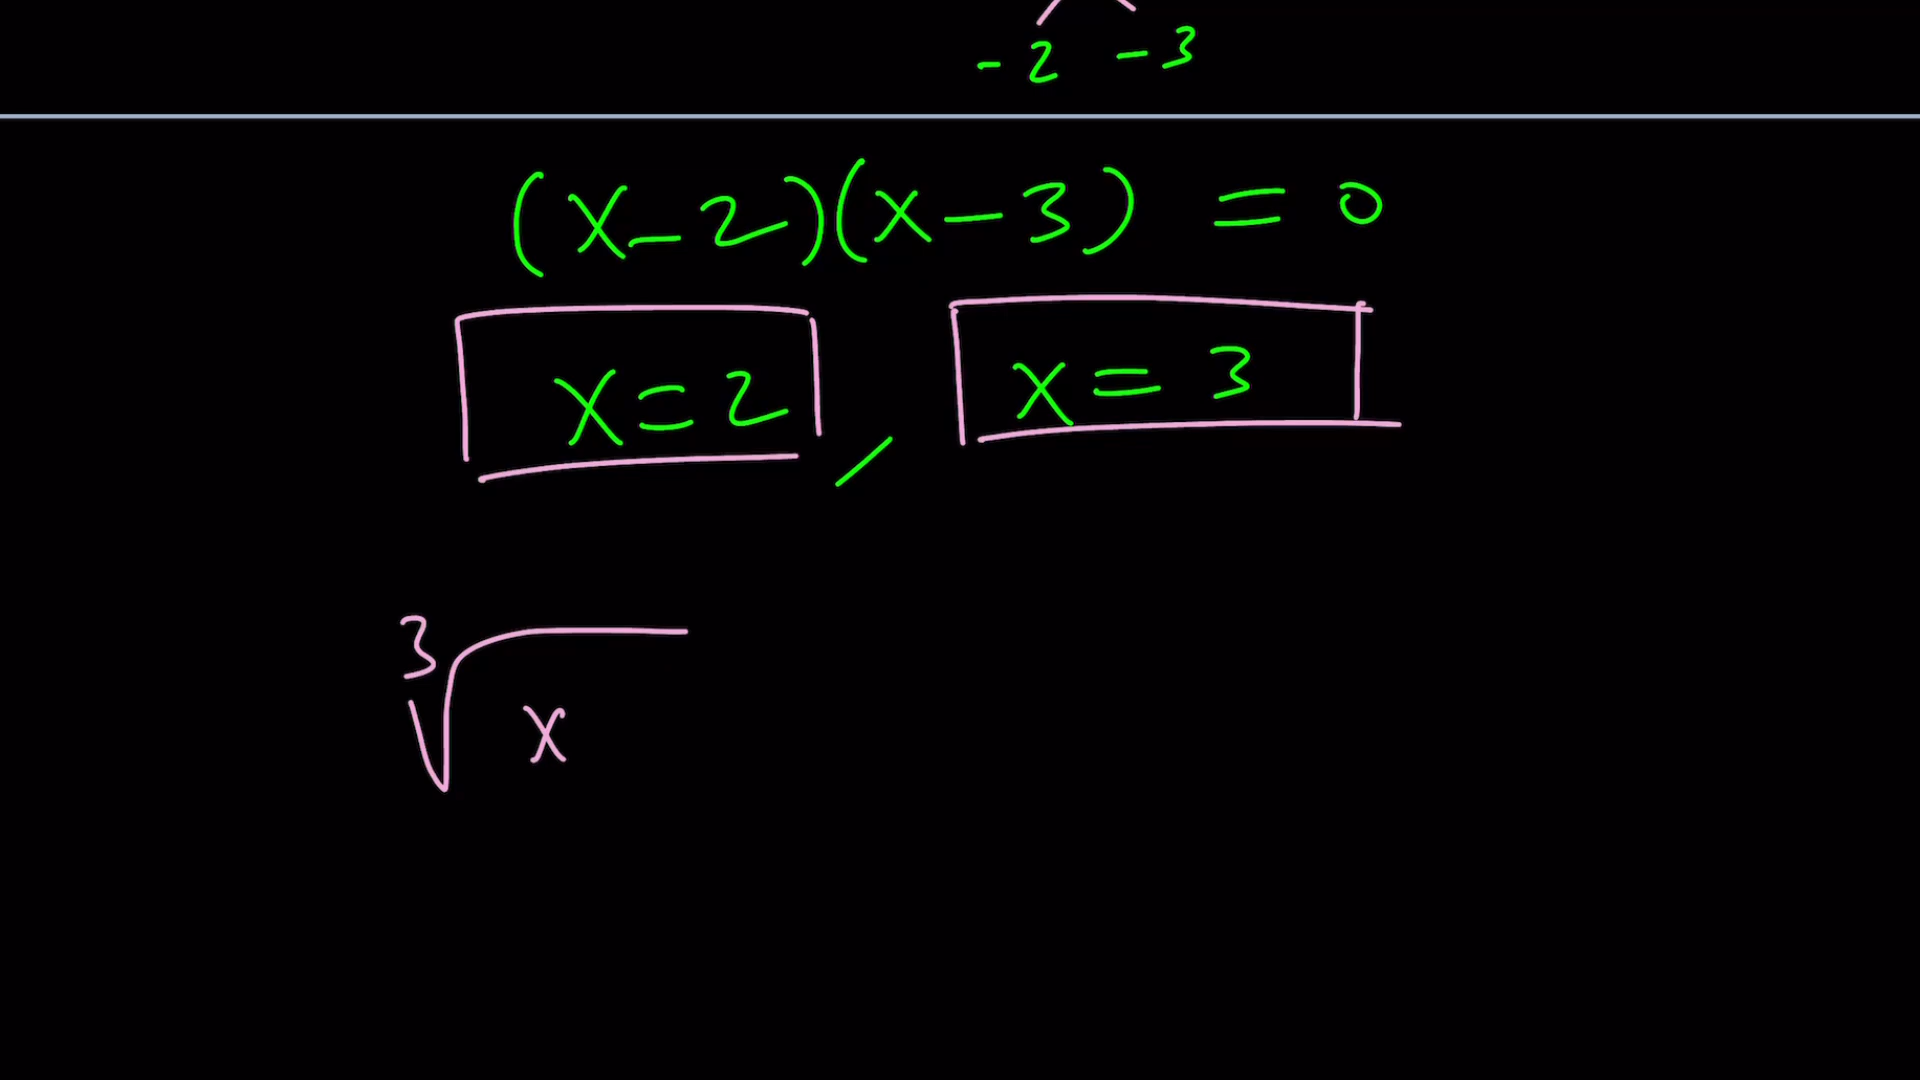 -2 -3
(x-2)(x-3) = 0
x=2, x=3
∛x